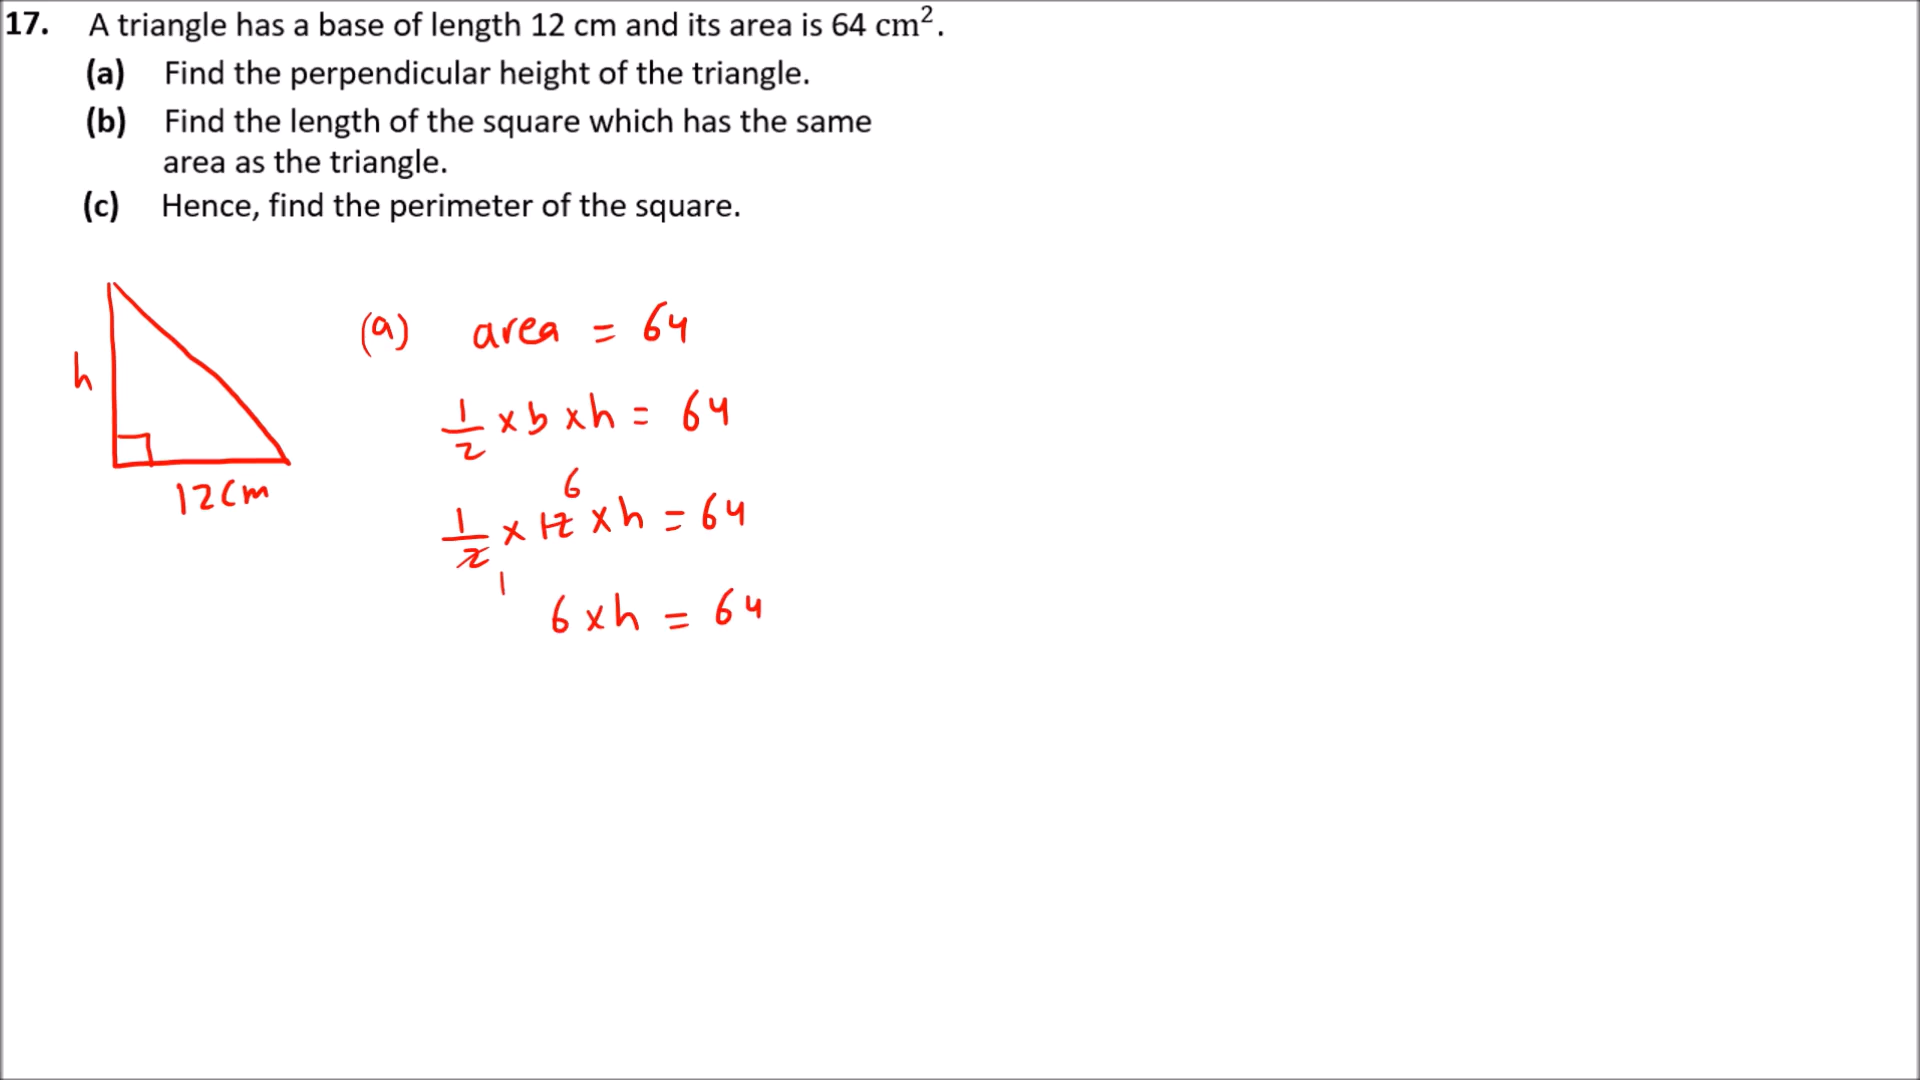 17. A triangle has a base of length 12 cm and its area is 64 cm².
(a) Find the perpendicular height of the triangle.
(b) Find the length of the square which has the same
area as the triangle.
(c) Hence, find the perimeter of the square.
h
12cm
(a) area = 64
1/2 × b × h = 64
6
1/2 × 12 × h = 64
1
6 × h = 64